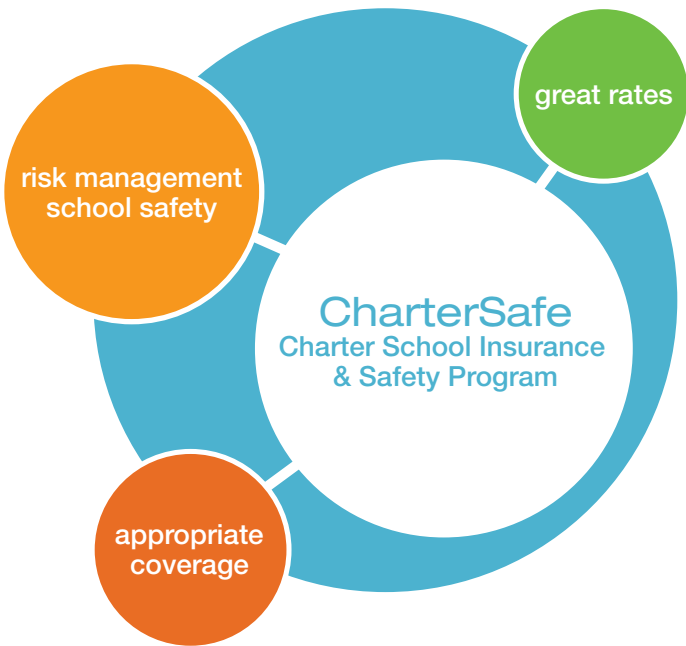 great rates
risk management
school safety
CharterSafe
Charter School Insurance
& Safety Program
appropriate
coverage